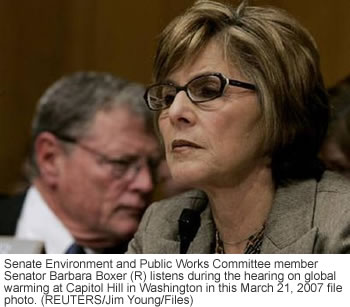 Senate Environment and Public Works Committee member
Senator Barbara Boxer (R) listens during the hearing on global
warming at Capitol Hill in Washington in this March 21, 2007 file
photo. (REUTERS/Jim Young/Files)